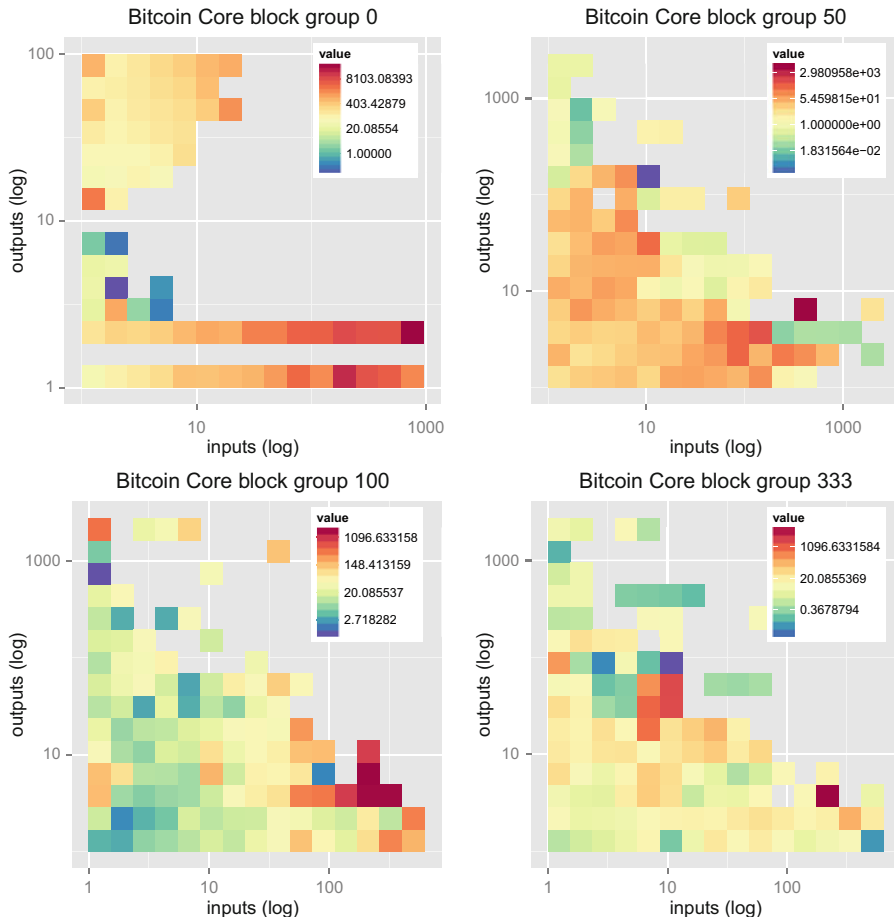 Bitcoin Core block group 0
value
8103.08393
403.42879
20.08554
1.00000
100
10
1
outputs (log)
10
1000
inputs (log)
Bitcoin Core block group 50
value
2.980958e+03
5.459815e+01
1.000000e+00
1.831564e−02
1000
10
outputs (log)
10
1000
inputs (log)
Bitcoin Core block group 100
value
1096.633158
148.413159
20.085537
2.718282
1000
10
outputs (log)
1
10
100
inputs (log)
Bitcoin Core block group 333
value
1096.6331584
20.0855369
0.3678794
1000
10
outputs (log)
1
10
100
inputs (log)